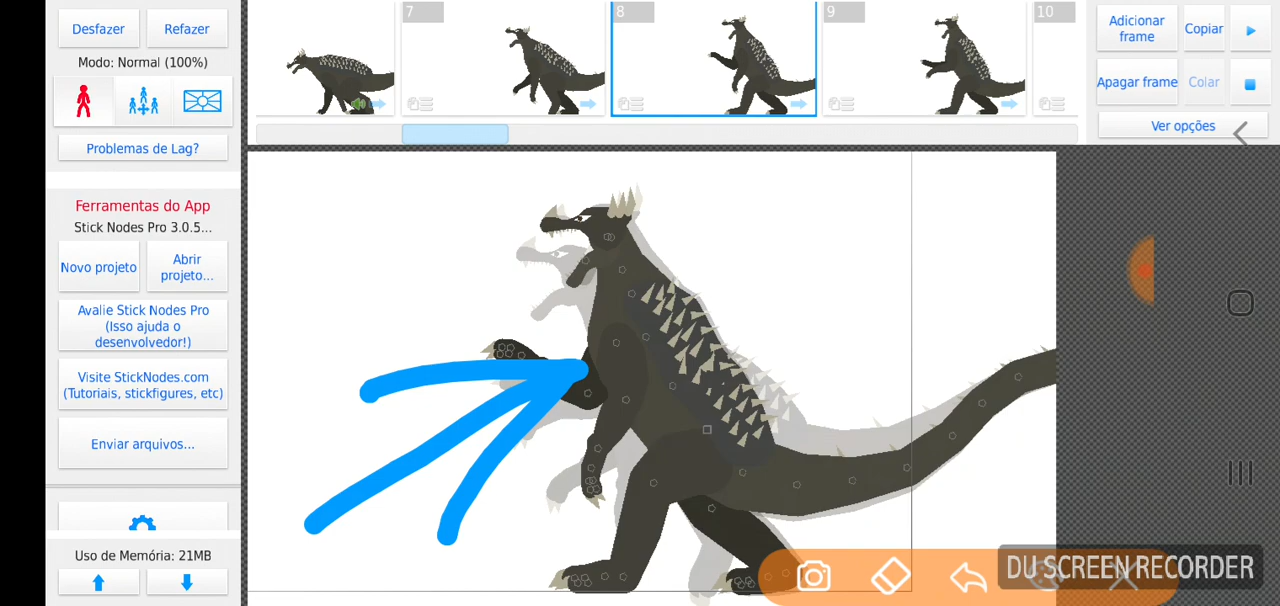 Desfazer
Refazer
Modo: Normal (100%)
Problemas de Lag?
Ferramentas do App
Stick Nodes Pro 3.0.5...
Novo projeto
Abrir
projeto...
Avalie Stick Nodes Pro
(Isso ajuda o
desenvolvedor!)
Visite StickNodes.com
(Tutoriais, stickfigures, etc)
Enviar arquivos...
Uso de Memória: 21MB
7
8
9
10
Adicionar
frame
Copiar
Apagar frame
Colar
Ver opções
DU SCREEN RECORDER